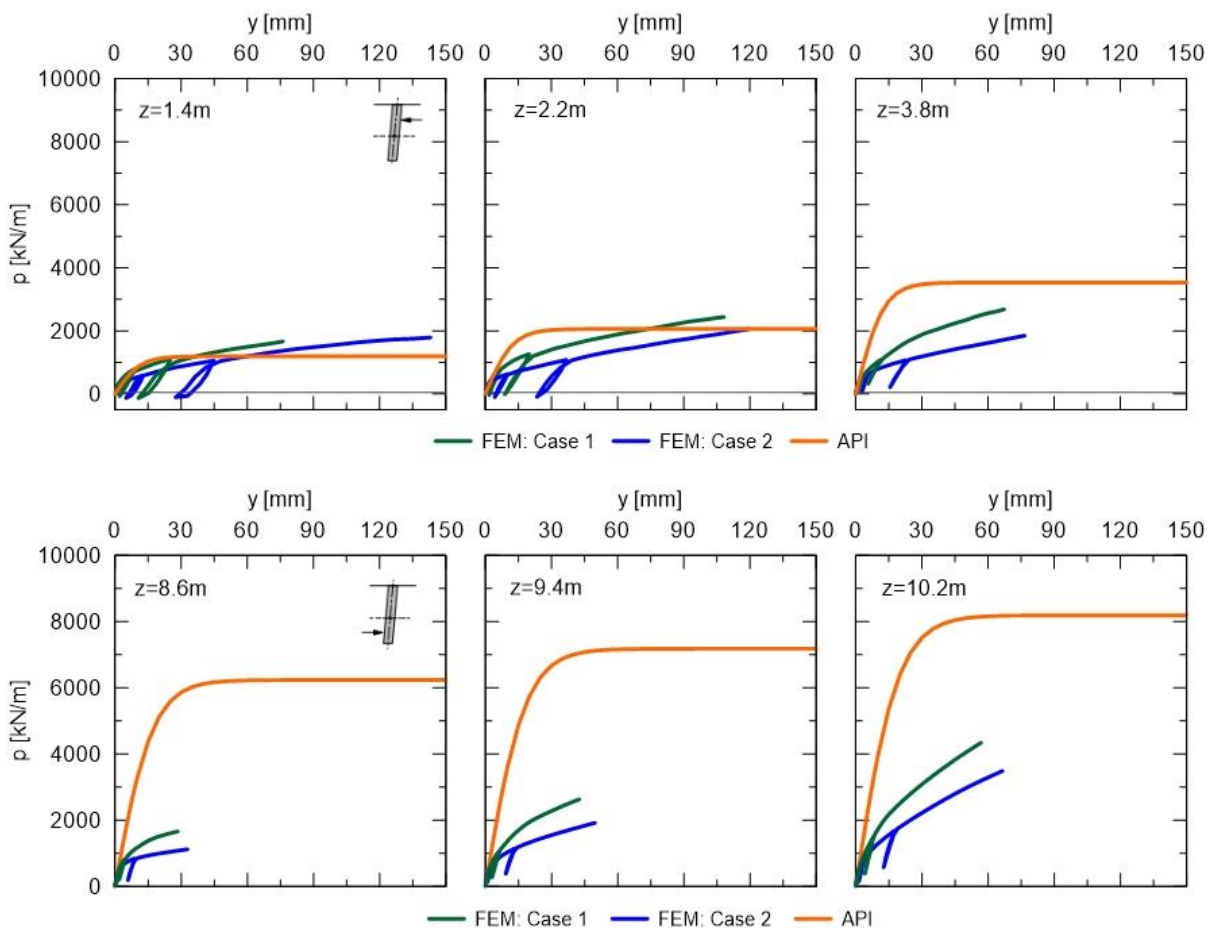 y [mm] y [mm] y [mm]
0 30 60 90 120 150 0 30 60 90 120 150 0 30 60 90 120 150
10000
z=1.4m z=2.2m z=3.8m
8000
6000
p [kN/m]
4000
2000
0
FEM: Case 1 FEM: Case 2 API
y [mm] y [mm] y [mm]
0 30 60 90 120 150 0 30 60 90 120 150 0 30 60 90 120 150
10000
z=8.6m z=9.4m z=10.2m
8000
6000
p [kN/m]
4000
2000
0
FEM: Case 1 FEM: Case 2 API